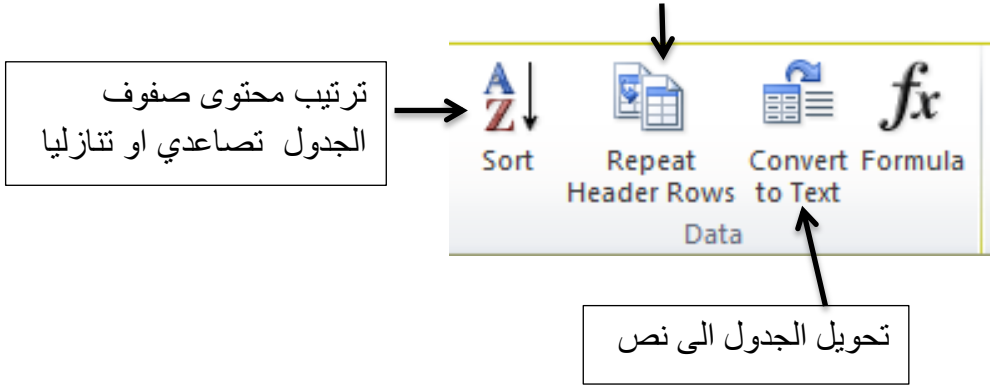 ترتيب محتوى صفوف
الجدول تصاعدي او تنازليا
Sort
Repeat
Header Rows
Convert
to Text
Formula
Data
تحويل الجدول الى نص